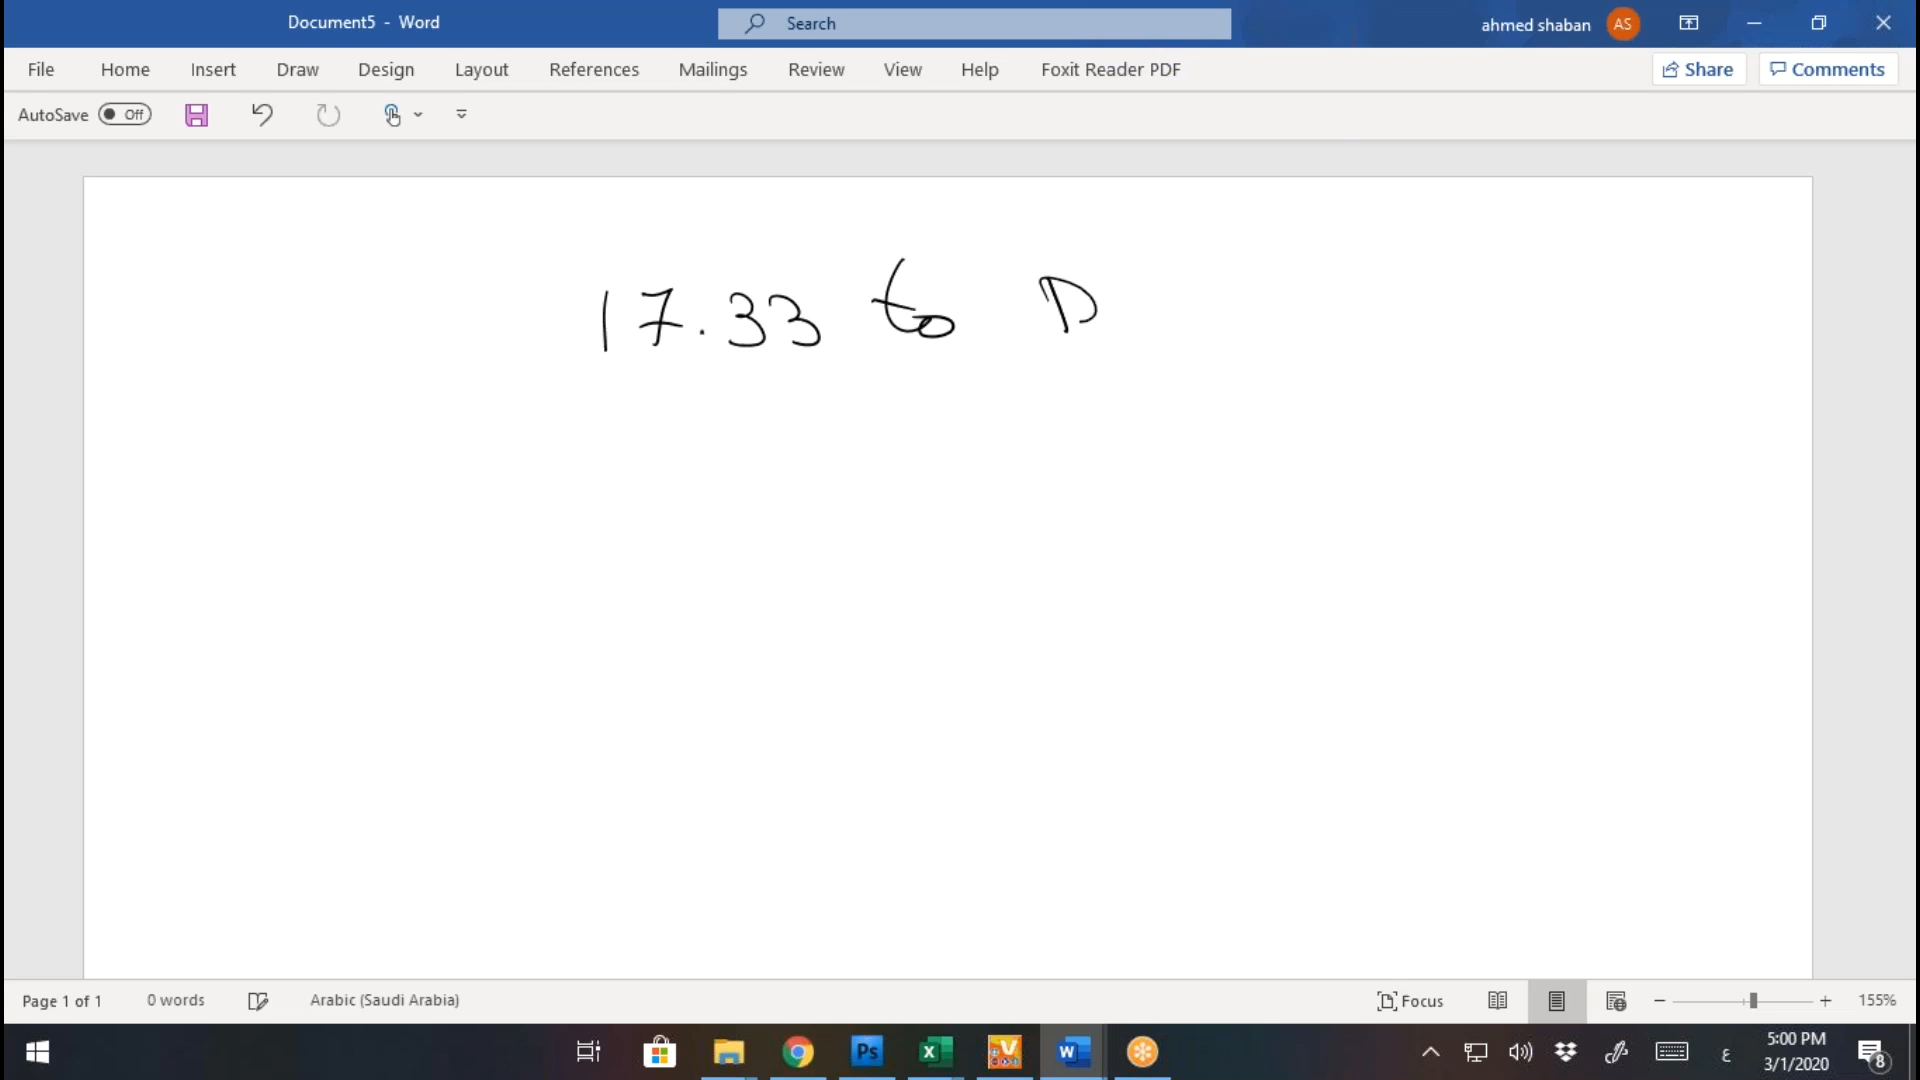 Document5 - Word
Search
ahmed shaban
AS
File Home Insert Draw Design Layout References Mailings Review View Help Foxit Reader PDF
Share Comments
AutoSave Off
17.33 to D
Page 1 of 1 0 words Arabic (Saudi Arabia)
Focus
155%
Ps
ع
5:00 PM
3/1/2020
8